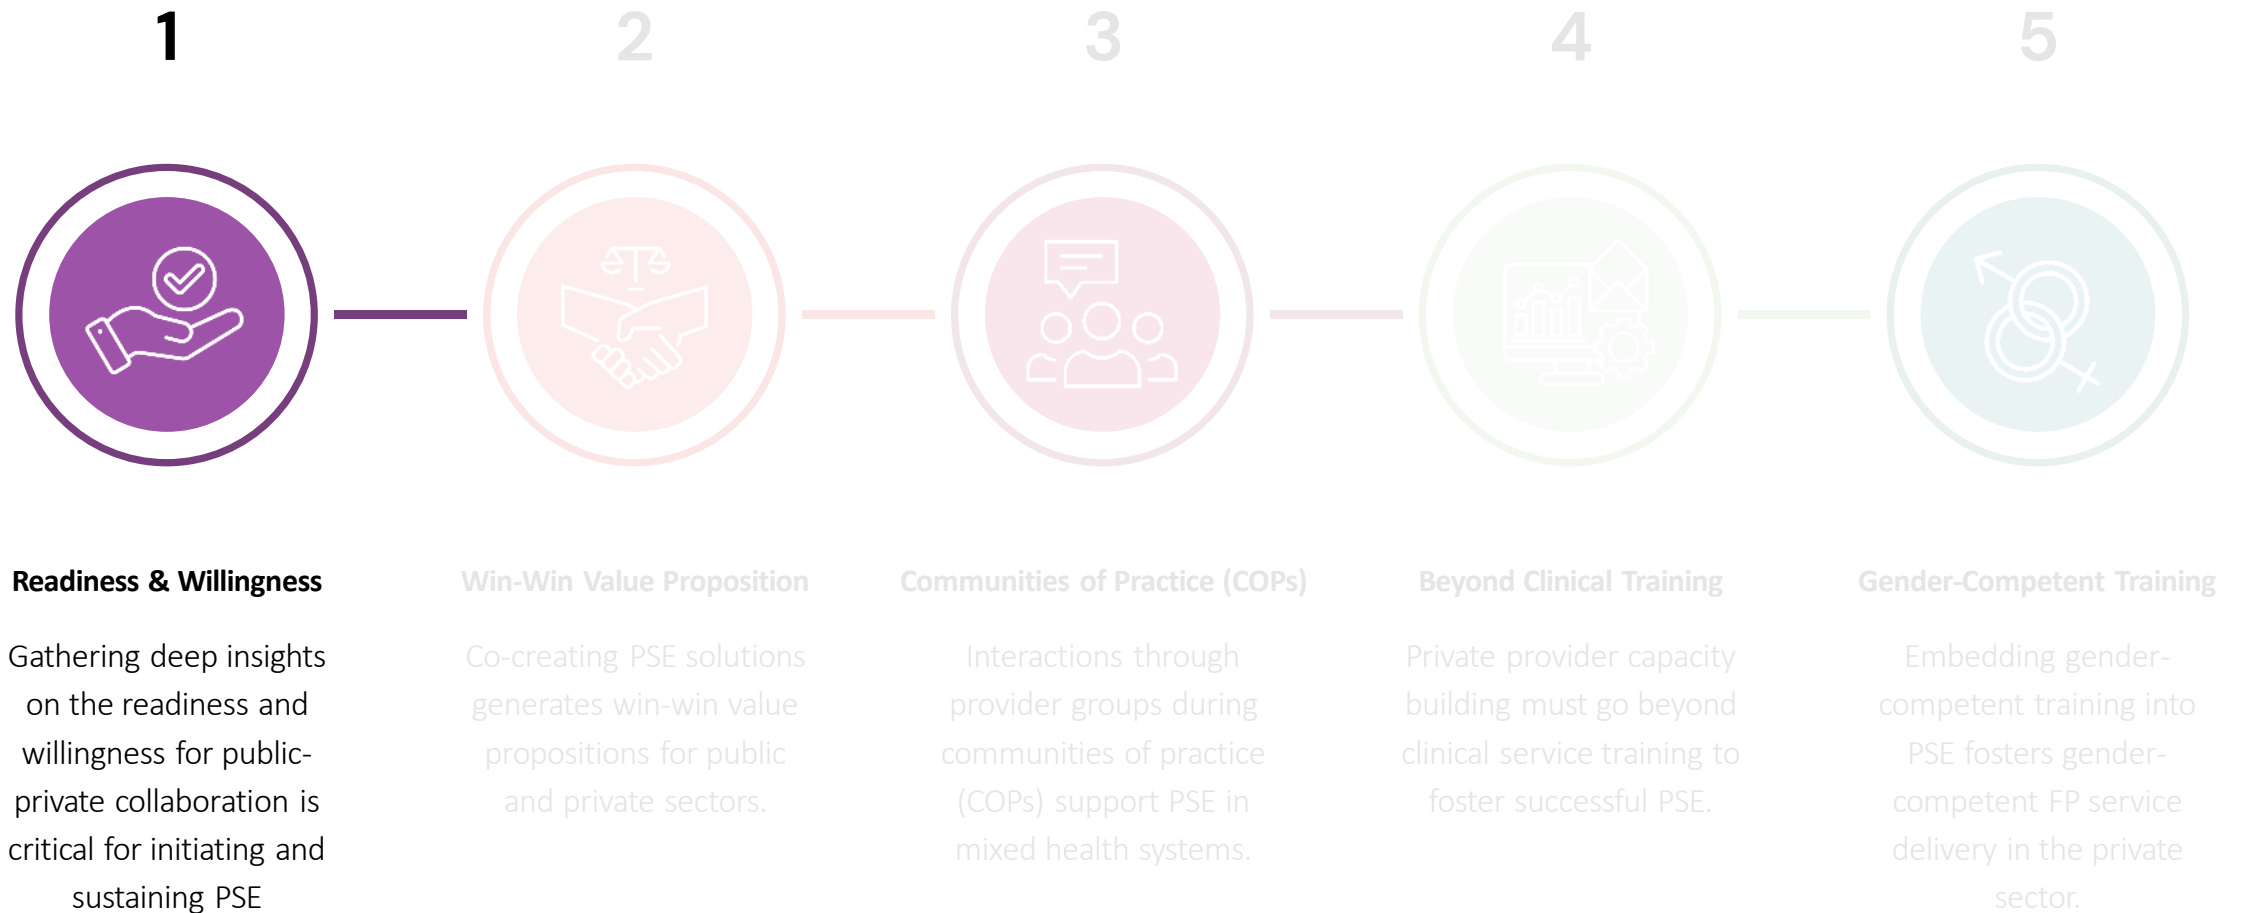 1
2
3
4
5
Readiness & Willingness
Gathering deep insights
on the readiness and
willingness for public-
private collaboration is
critical for initiating and
sustaining PSE
Win-Win Value Proposition
Co-creating PSE solutions
generates win-win value
propositions for public
and private sectors.
Communities of Practice (COPs)
Interactions through
provider groups during
communities of practice
(COPs) support PSE in
mixed health systems.
Beyond Clinical Training
Private provider capacity
building must go beyond
clinical service training to
foster successful PSE.
Gender-Competent Training
Embedding gender-
competent training into
PSE fosters gender-
competent FP service
delivery in the private
sector.